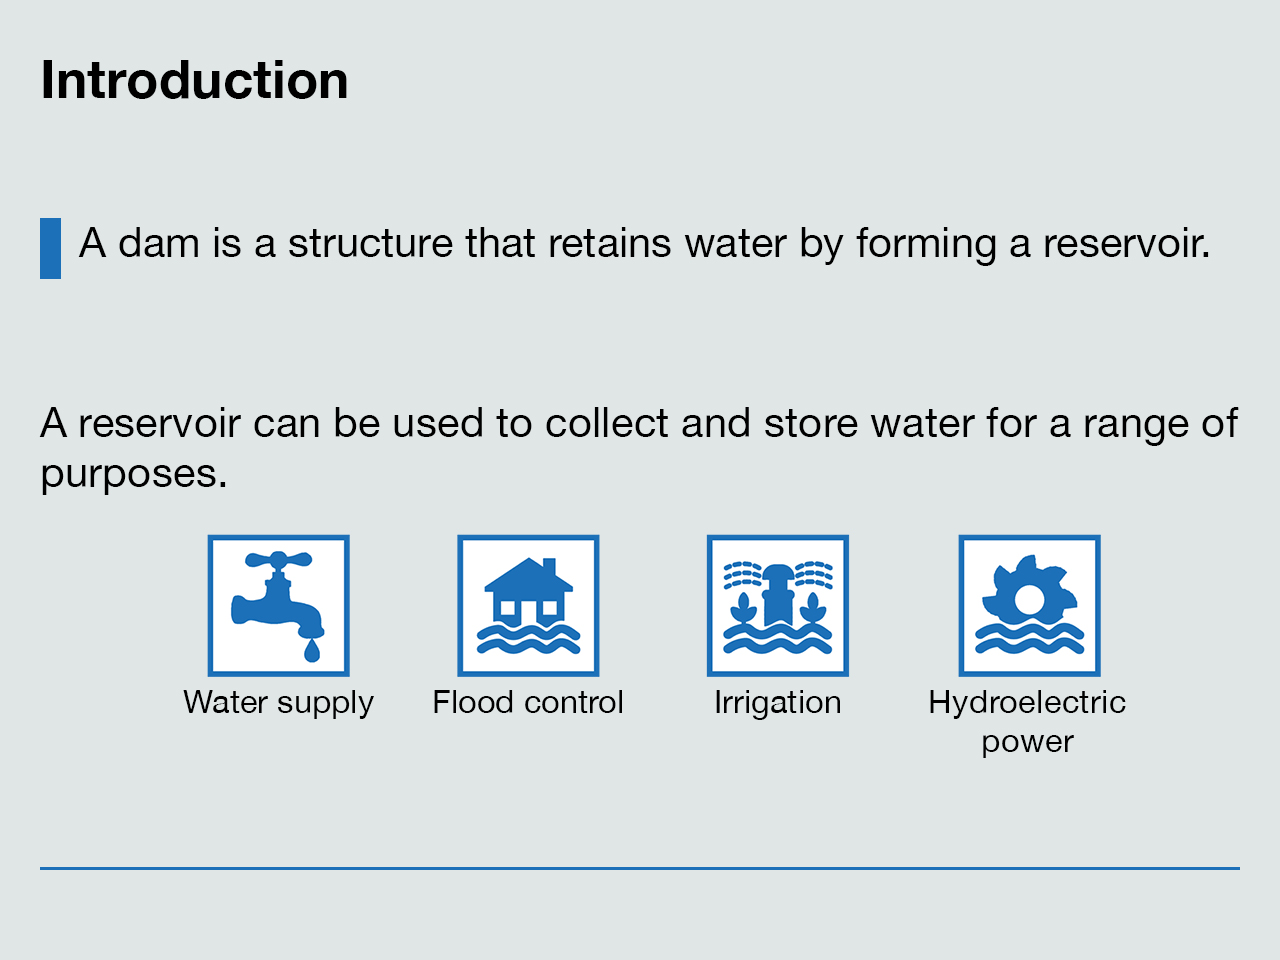 Introduction
A dam is a structure that retains water by forming a reservoir.
A reservoir can be used to collect and store water for a range of
purposes.
Water supply
Flood control
Irrigation
Hydroelectric
power